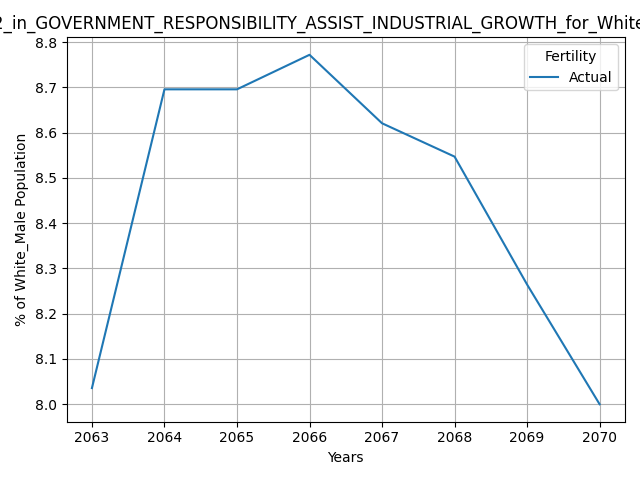 2_in_GOVERNMENT_RESPONSIBILITY_ASSIST_INDUSTRIAL_GROWTH_for_White
8.8
8.7
8.6
8.5
8.4
8.3
8.2
8.1
8.0
% of White_Male Population
Fertility
Actual
2063 2064 2065 2066 2067 2068 2069 2070
Years